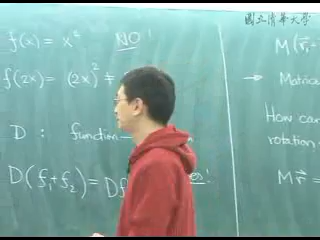 國立清華大學
f(x) = x²
NO!
f(2x) = (2x)² ≠
D : function
D(f₁+f₂) = Df
M(r⃗₁
→ Matric
How can
rotation
M r⃗ =